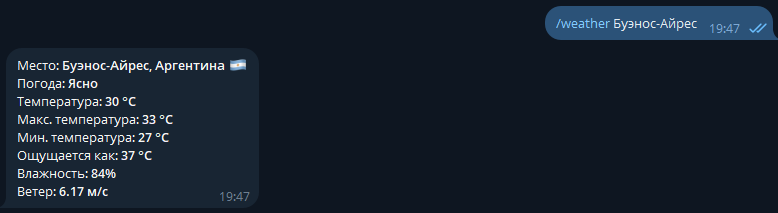 /weather Буэнос-Айрес 19:47
Место: Буэнос-Айрес, Аргентина 🇦🇷
Погода: Ясно
Температура: 30 °C
Макс. температура: 33 °C
Мин. температура: 27 °C
Ощущается как: 37 °C
Влажность: 84%
Ветер: 6.17 м/с 19:47